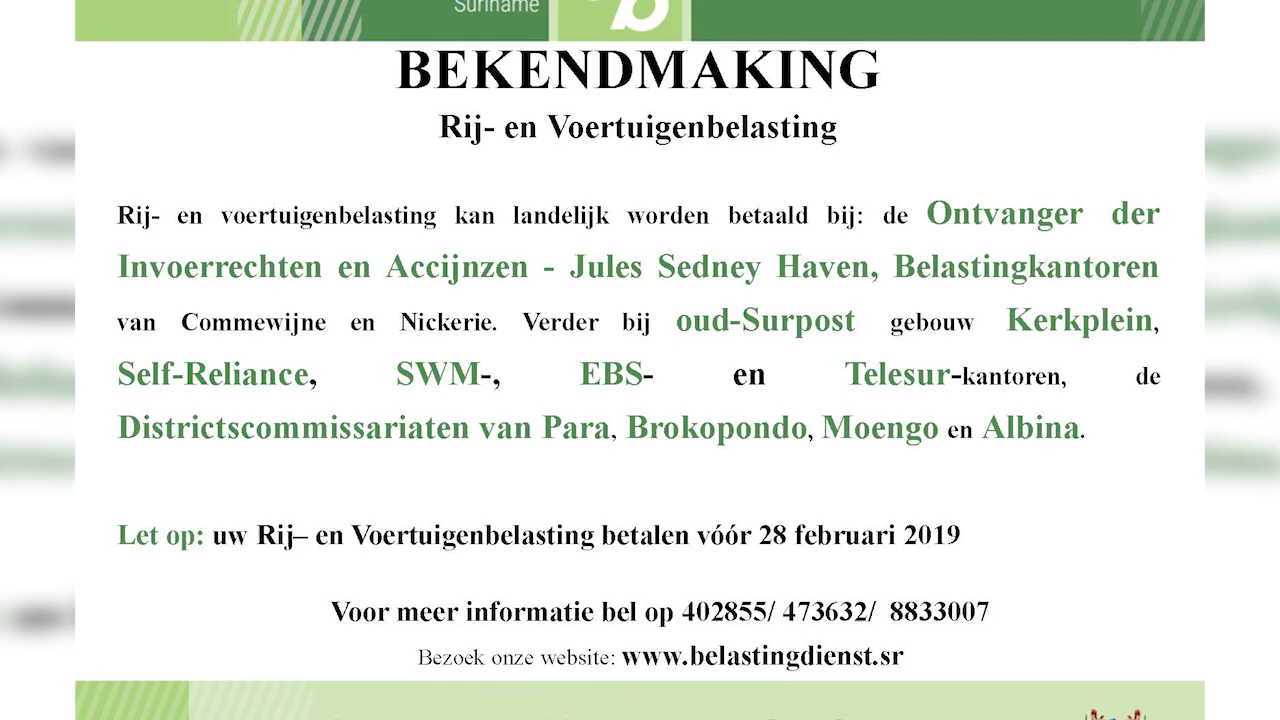 Suriname
b
BEKENDMAKING
Rij- en Voertuigenbelasting
Rij- en voertuigenbelasting kan landelijk worden betaald bij: de Ontvanger der
Invoerrechten en Accijnzen - Jules Sedney Haven, Belastingkantoren
van Commewijne en Nickerie. Verder bij oud-Surpost gebouw Kerkplein,
Self-Reliance, SWM-, EBS- en Telesur-kantoren, de
Districtscommissariaten van Para, Brokopondo, Moengo en Albina.
Let op: uw Rij– en Voertuigenbelasting betalen vóór 28 februari 2019
Voor meer informatie bel op 402855/ 473632/ 8833007
Bezoek onze website: www.belastingdienst.sr